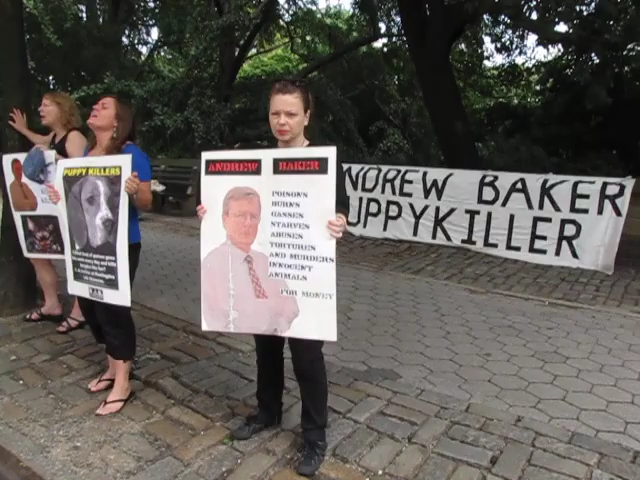 PUPPY KILLERS
ANDREW BAKER
POISONS
BURNS
GASSES
STARVES
ABUSES
TORTURES
AND MURDERS
INNOCENT
ANIMALS
FOR MONEY
NDREW BAKER
UPPYKILLER